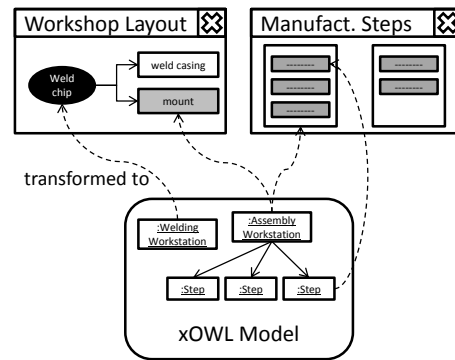 Workshop Layout
Manufact. Steps
Weld
chip
weld casing
mount
--------
--------
--------
--------
--------
transformed to
:Welding
Workstation
:Assembly
Workstation
:Step
:Step
:Step
xOWL Model